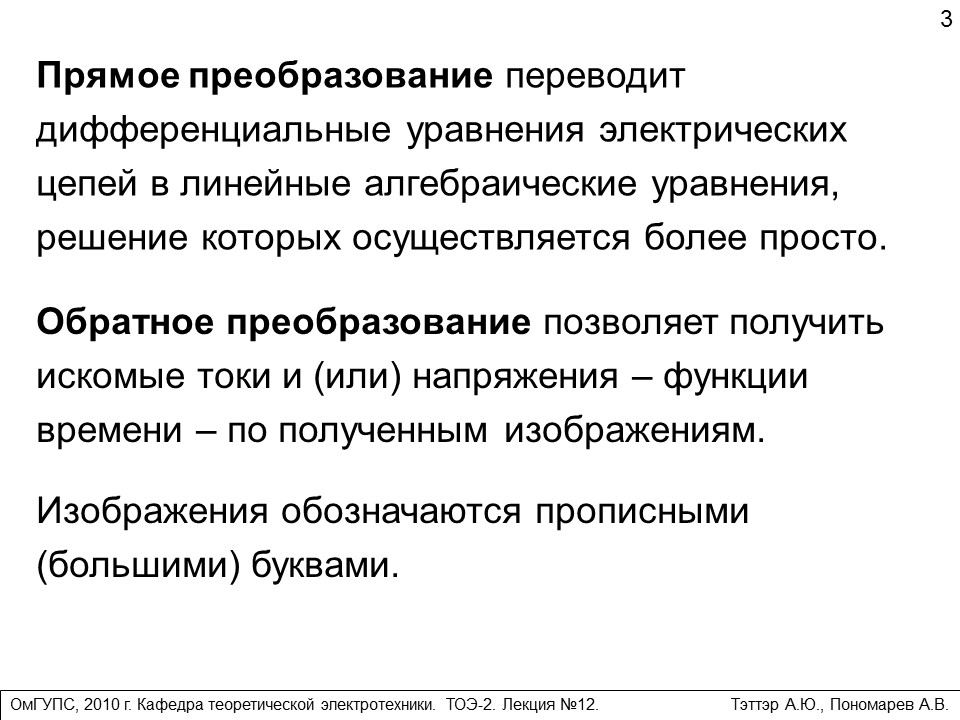 3
Прямое преобразование переводит
дифференциальные уравнения электрических
цепей в линейные алгебраические уравнения,
решение которых осуществляется более просто.
Обратное преобразование позволяет получить
искомые токи и (или) напряжения – функции
времени – по полученным изображениям.
Изображения обозначаются прописными
(большими) буквами.
ОмГУПС, 2010 г. Кафедра теоретической электротехники. ТОЭ-2. Лекция №12. Тэттэр А.Ю., Пономарев А.В.